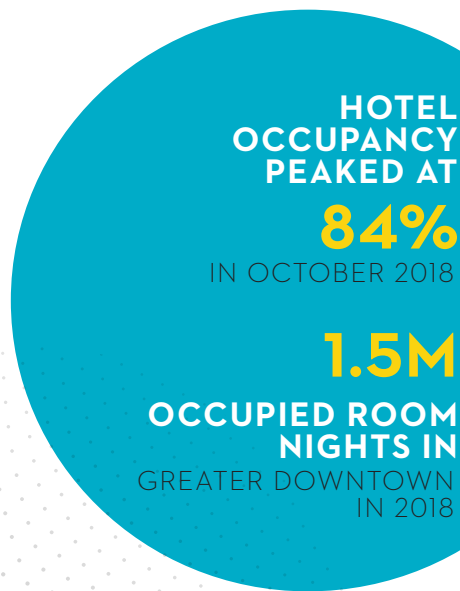 HOTEL
OCCUPANCY
PEAKED AT
84%
IN OCTOBER 2018
1.5M
OCCUPIED ROOM
NIGHTS IN
GREATER DOWNTOWN
IN 2018